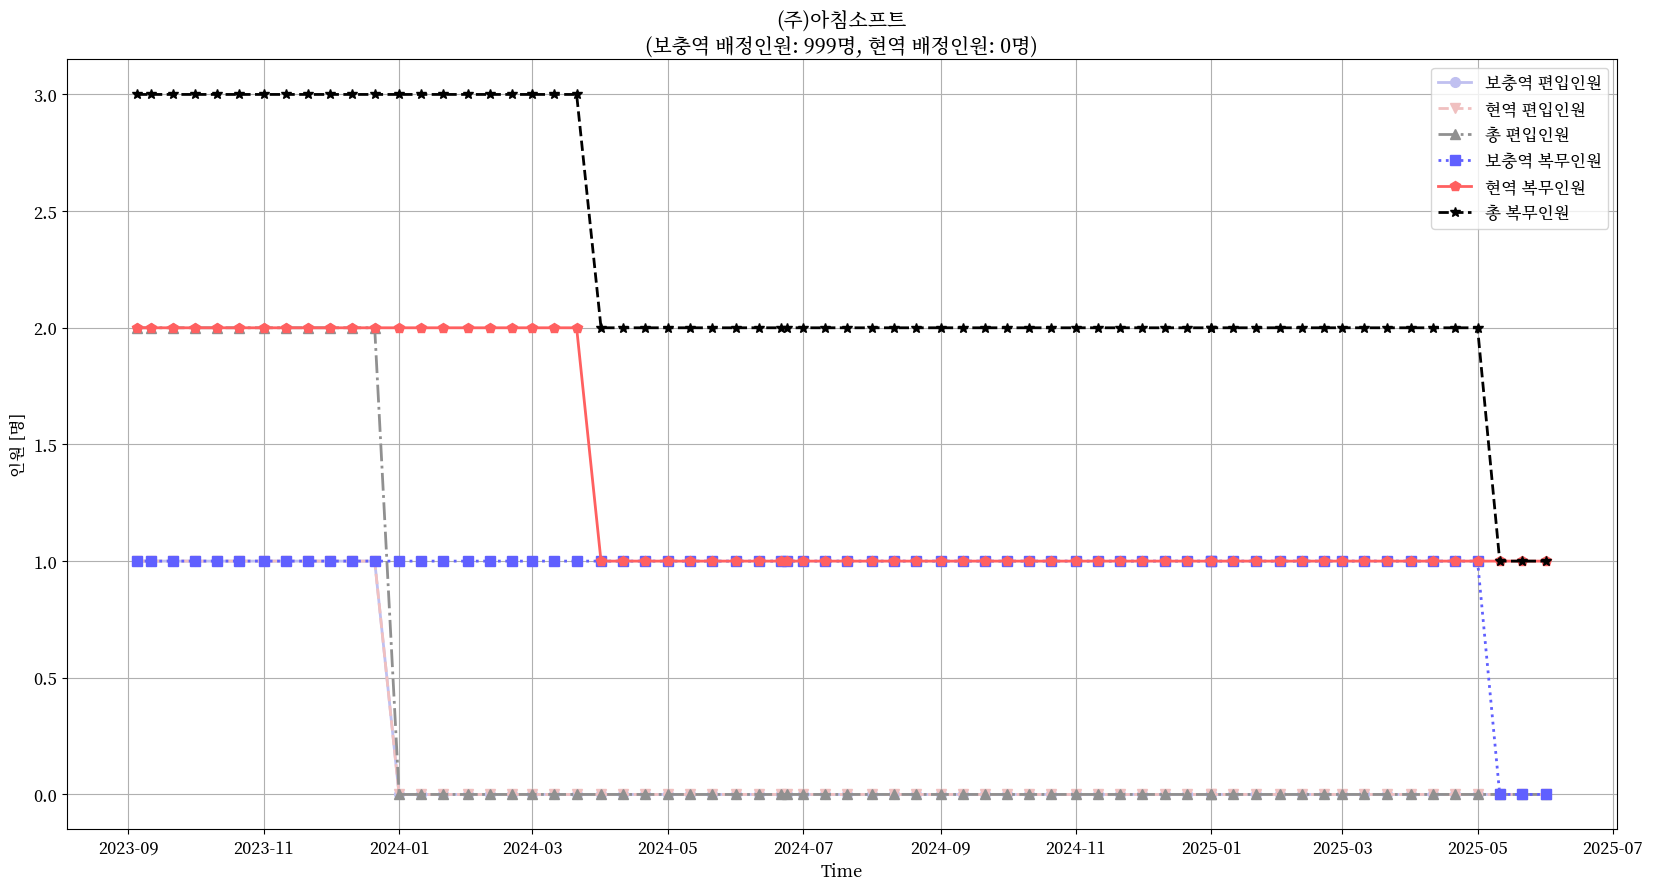 (주)아침소프트
(보충역 배정인원: 999명, 현역 배정인원: 0명)
보충역 편입인원
현역 편입인원
총 편입인원
보충역 복무인원
현역 복무인원
총 복무인원
3.0
2.5
2.0
1.5
1.0
0.5
0.0
인원 [명]
2023-09 2023-11 2024-01 2024-03 2024-05 2024-07 2024-09 2024-11 2025-01 2025-03 2025-05 2025-07
Time